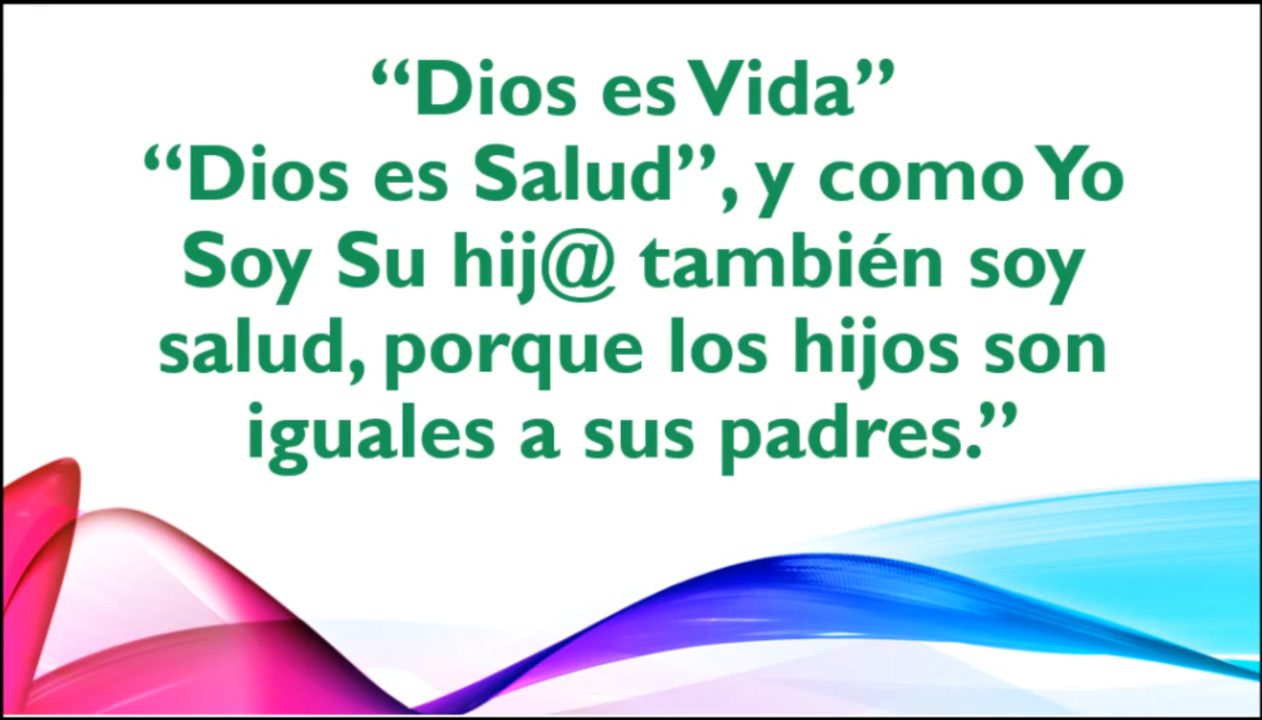 “Dios es Vida”
“Dios es Salud”, y como Yo
Soy Su hij@ también soy
salud, porque los hijos son
iguales a sus padres.”